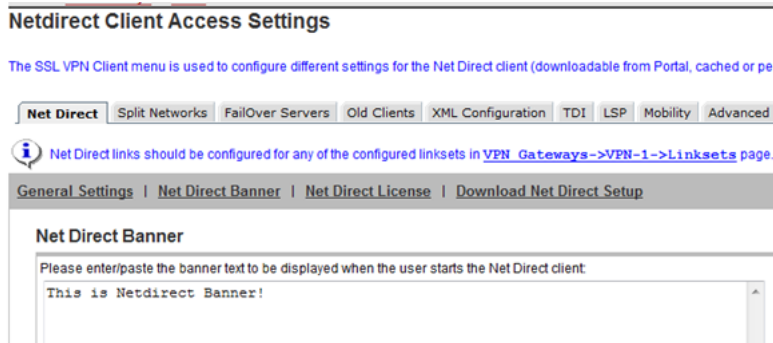 Netdirect Client Access Settings
The SSL VPN Client menu is used to configure different settings for the Net Direct client (downloadable from Portal, cached or pe
Net Direct Split Networks FailOver Servers Old Clients XML Configuration TDI LSP Mobility Advanced
Net Direct links should be configured for any of the configured linksets in VPN Gateways->VPN-1->Linksets page.
General Settings | Net Direct Banner | Net Direct License | Download Net Direct Setup
Net Direct Banner
Please enter/paste the banner text to be displayed when the user starts the Net Direct client:
This is Netdirect Banner!